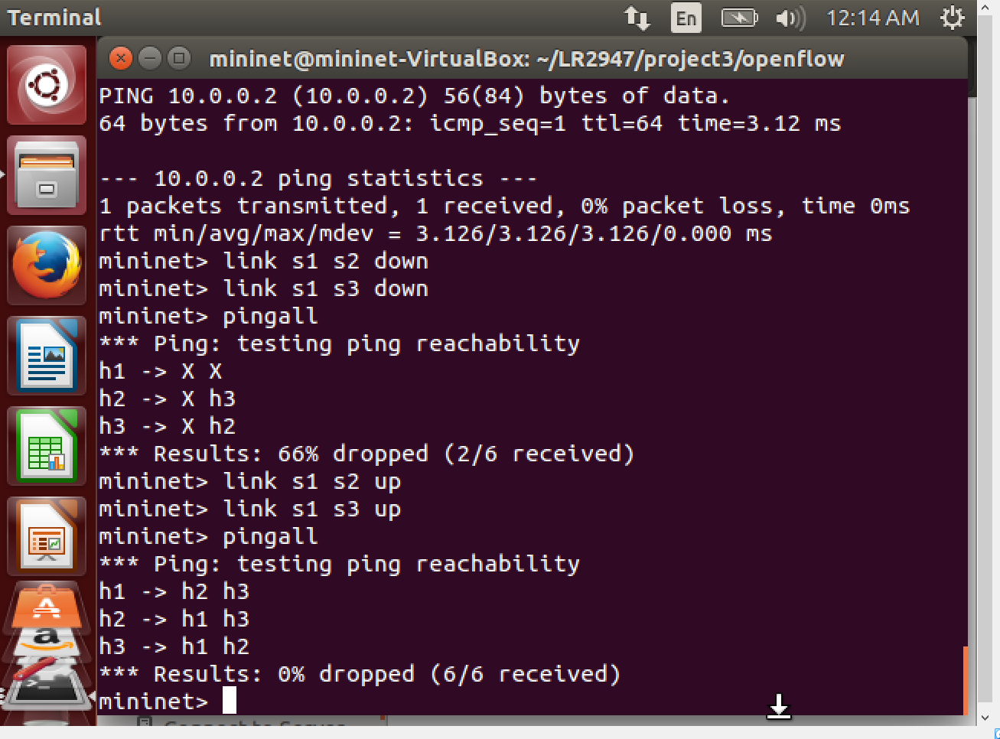 Terminal
En
12:14 AM
mininet@mininet-VirtualBox: ~/LR2947/project3/openflow
PING 10.0.0.2 (10.0.0.2) 56(84) bytes of data.
64 bytes from 10.0.0.2: icmp_seq=1 ttl=64 time=3.12 ms
--- 10.0.0.2 ping statistics ---
1 packets transmitted, 1 received, 0% packet loss, time 0ms
rtt min/avg/max/mdev = 3.126/3.126/3.126/0.000 ms
mininet> link s1 s2 down
mininet> link s1 s3 down
mininet> pingall
*** Ping: testing ping reachability
h1 -> X X
h2 -> X h3
h3 -> X h2
*** Results: 66% dropped (2/6 received)
mininet> link s1 s2 up
mininet> link s1 s3 up
mininet> pingall
*** Ping: testing ping reachability
h1 -> h2 h3
h2 -> h1 h3
h3 -> h1 h2
*** Results: 0% dropped (6/6 received)
mininet>
Connect to Server